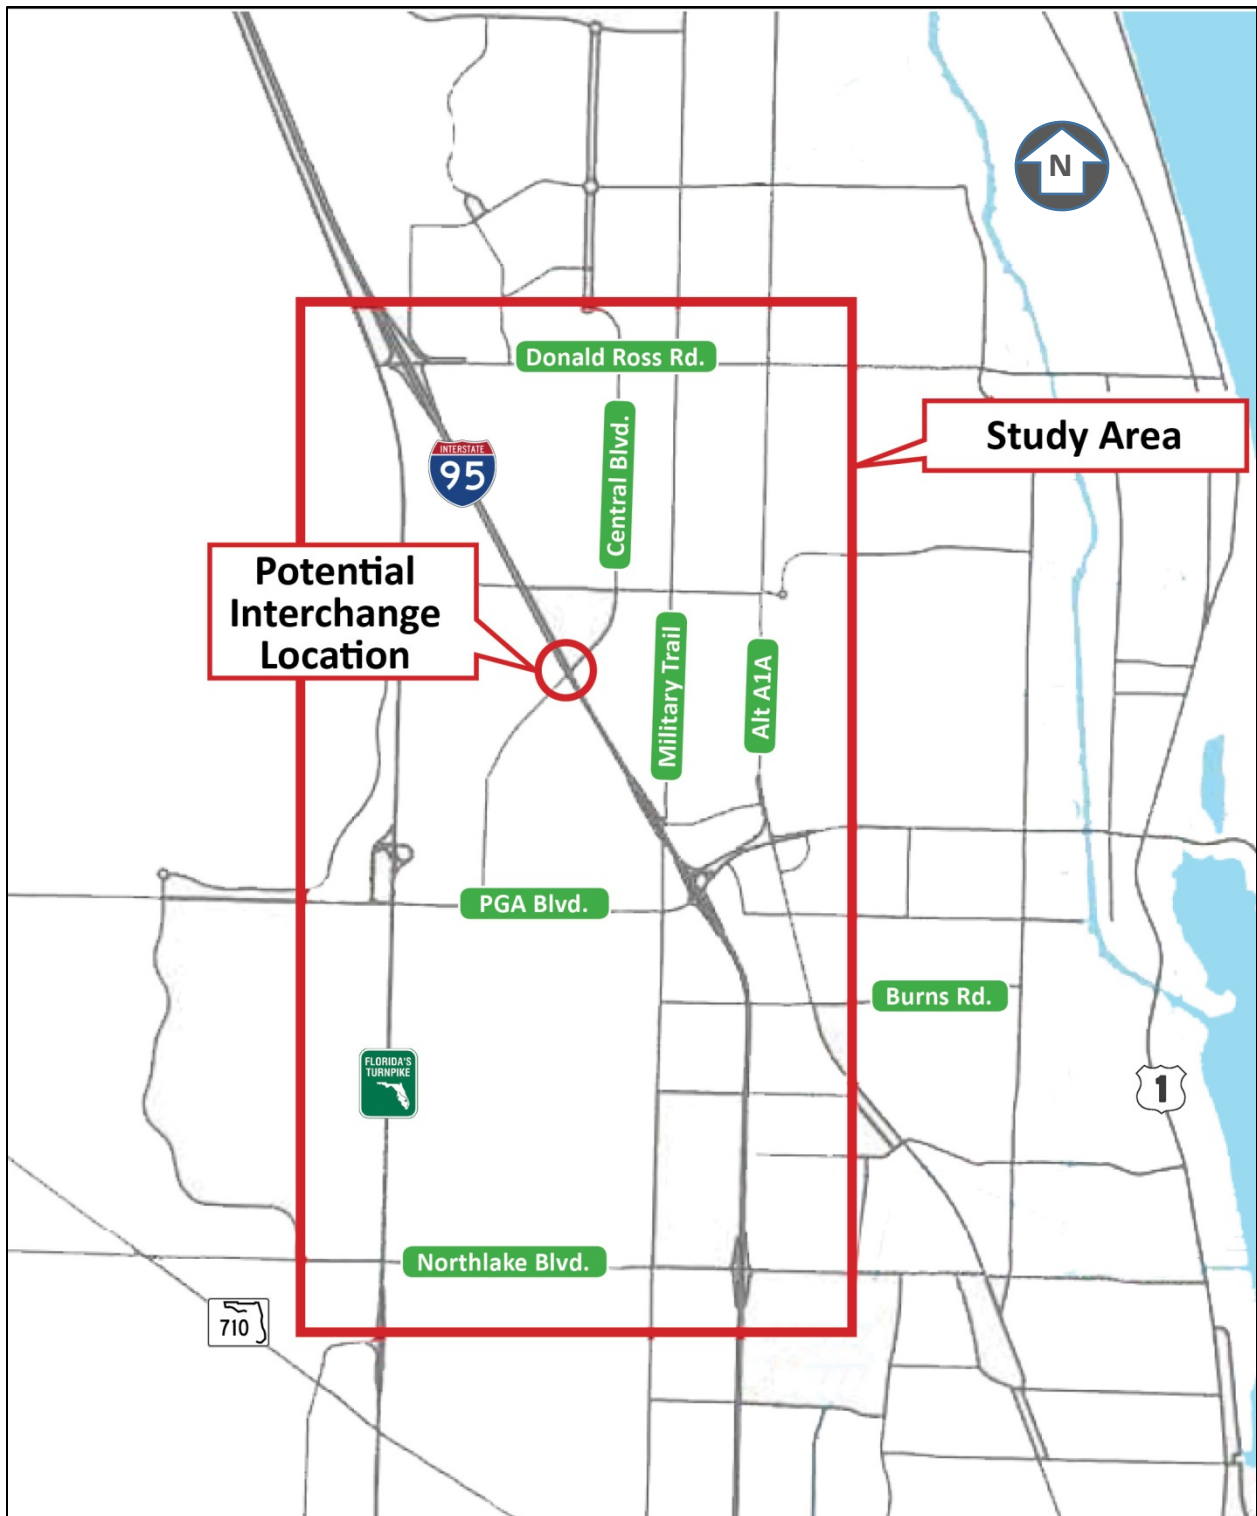 N
Donald Ross Rd.
Study Area
Central Blvd.
INTERSTATE
95
Potential
Interchange
Location
Military Trail
Alt A1A
PGA Blvd.
Burns Rd.
FLORIDA'S
TURNPIKE
1
Northlake Blvd.
710